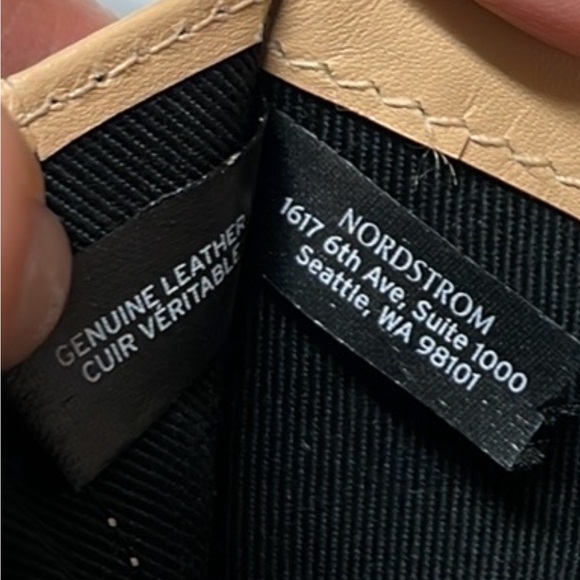 GENUINE LEATHER
CUIR VÉRITABLE
NORDSTROM
1617 6th Ave, Suite 1000
Seattle, WA 98101